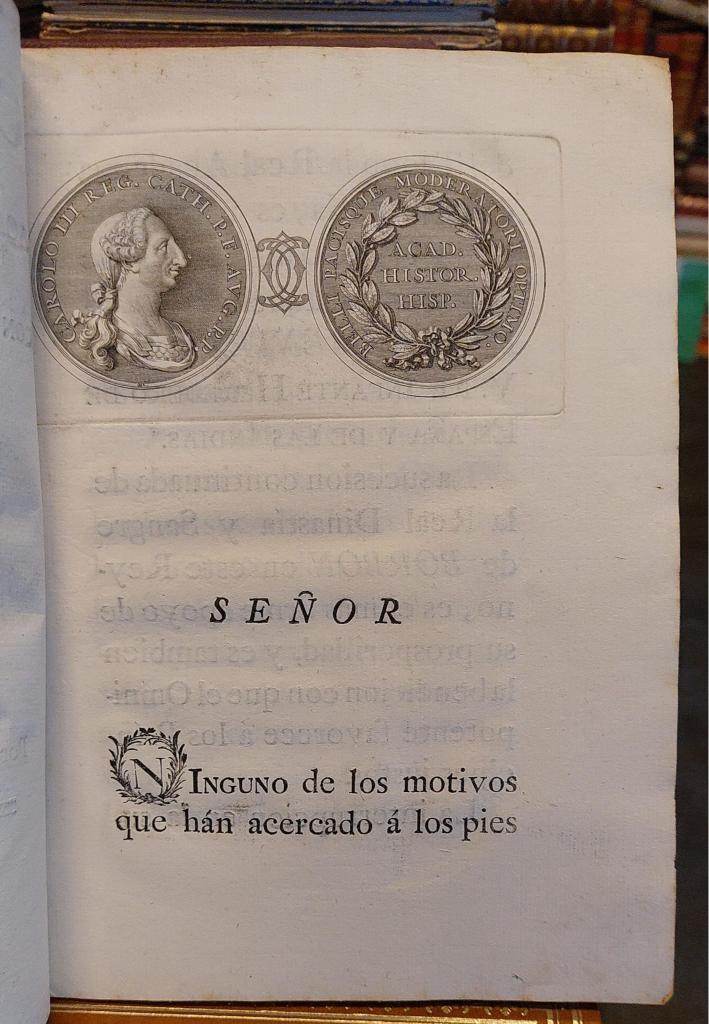 CAROLO III REG. CATH. P. F. AVG. P. P.
BELLI PACISQUE MODERATORI OPTIMO.
ACAD.
HISTOR.
HISP.
SEÑOR
NINGUNO de los motivos
que hán acercado á los pies